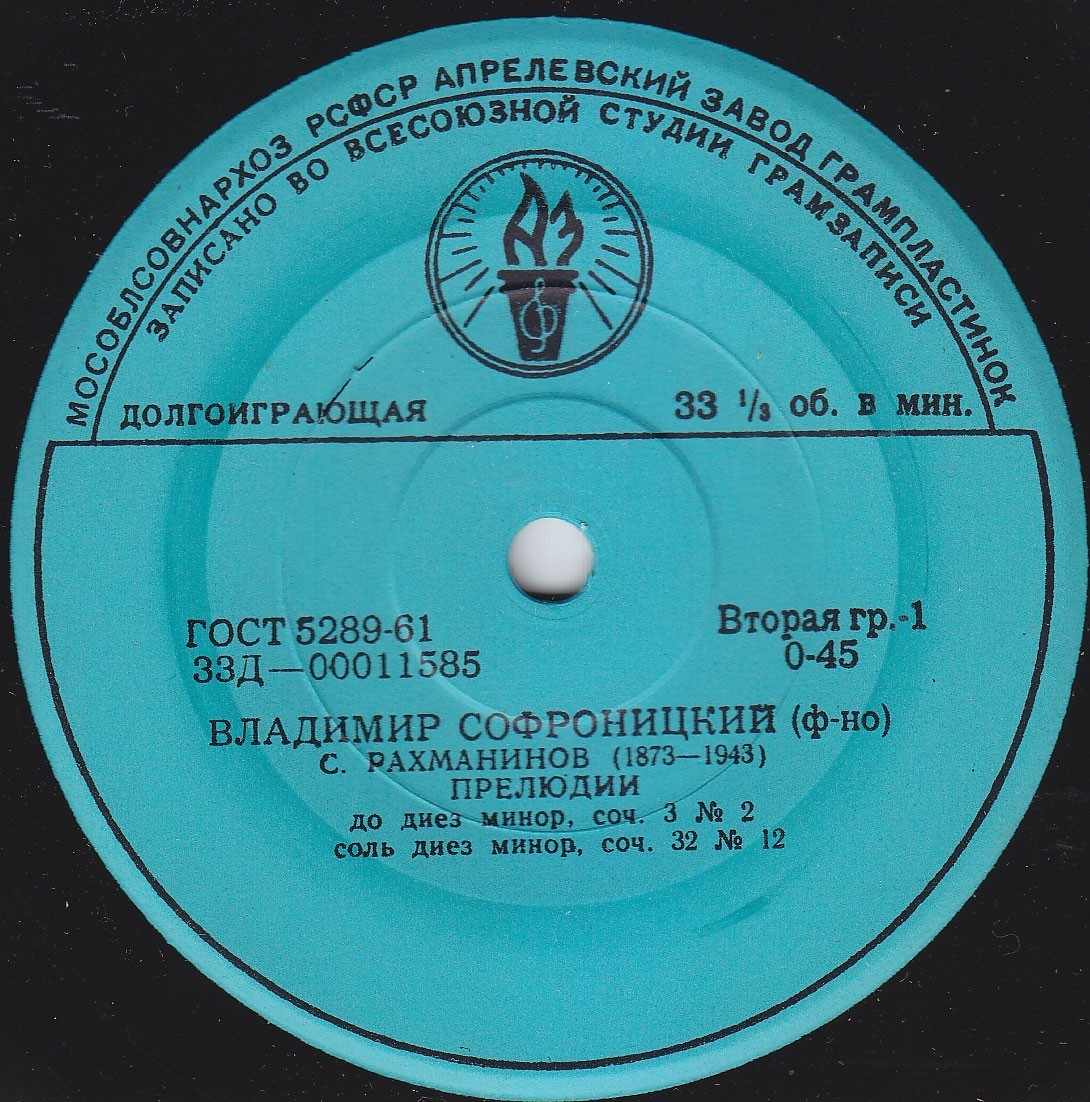 МОСОБЛСОВНАРХОЗ РСФСР АПРЕЛЕВСКИЙ ЗАВОД ГРАМПЛАСТИНОК
ЗАПИСАНО ВО ВСЕСОЮЗНОЙ СТУДИИ ГРАМЗАПИСИ
АЗ
ДОЛГОИГРАЮЩАЯ 33 ⅓ об. в мин.
ГОСТ 5289-61 Вторая гр.-1
33Д—00011585 0-45
ВЛАДИМИР СОФРОНИЦКИЙ (ф-но)
С. РАХМАНИНОВ (1873—1943)
ПРЕЛЮДИИ
до диез минор, соч. 3 № 2
соль диез минор, соч. 32 № 12